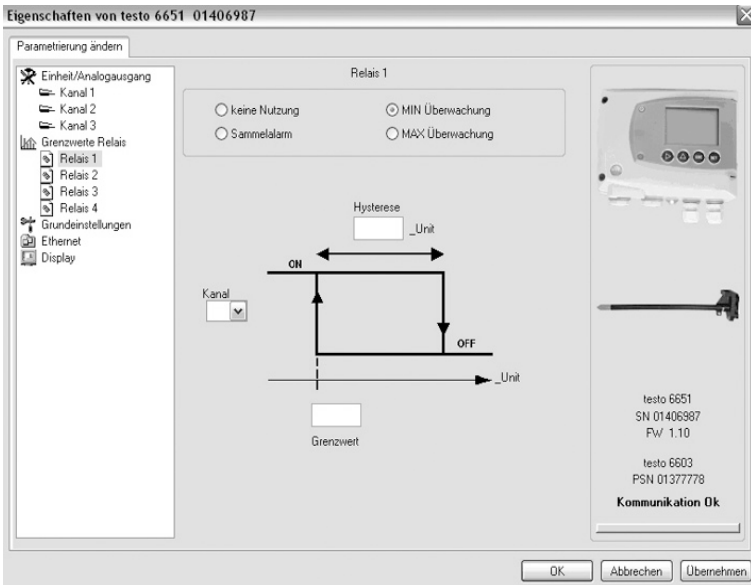 Eigenschaften von testo 6651 01406987
Parametrierung ändern
Einheit/Analogausgang
Kanal 1
Kanal 2
Kanal 3
Grenzwerte Relais
Relais 1
Relais 2
Relais 3
Relais 4
Grundeinstellungen
Ethernet
Display
Relais 1
keine Nutzung
MIN Überwachung
Sammelalarm
MAX Überwachung
Hysterese
_Unit
ON
Kanal
OFF
_Unit
Grenzwert
testo 6651
SN 01406987
FW 1.10
testo 6603
PSN 01377778
Kommunikation Ok
OK
Abbrechen
Übernehmen